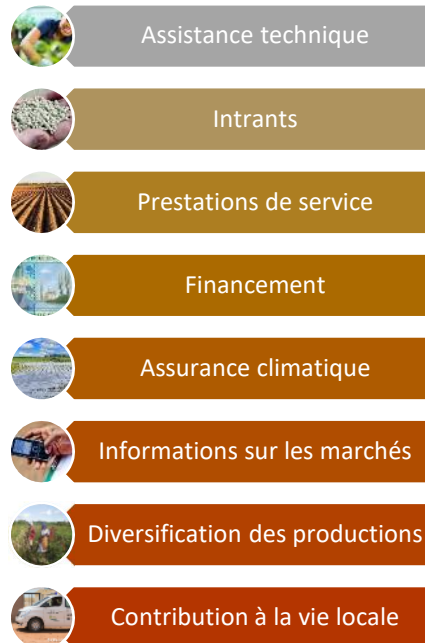 Assistance technique
Intrants
Prestations de service
Financement
Assurance climatique
Informations sur les marchés
Diversification des productions
Contribution à la vie locale